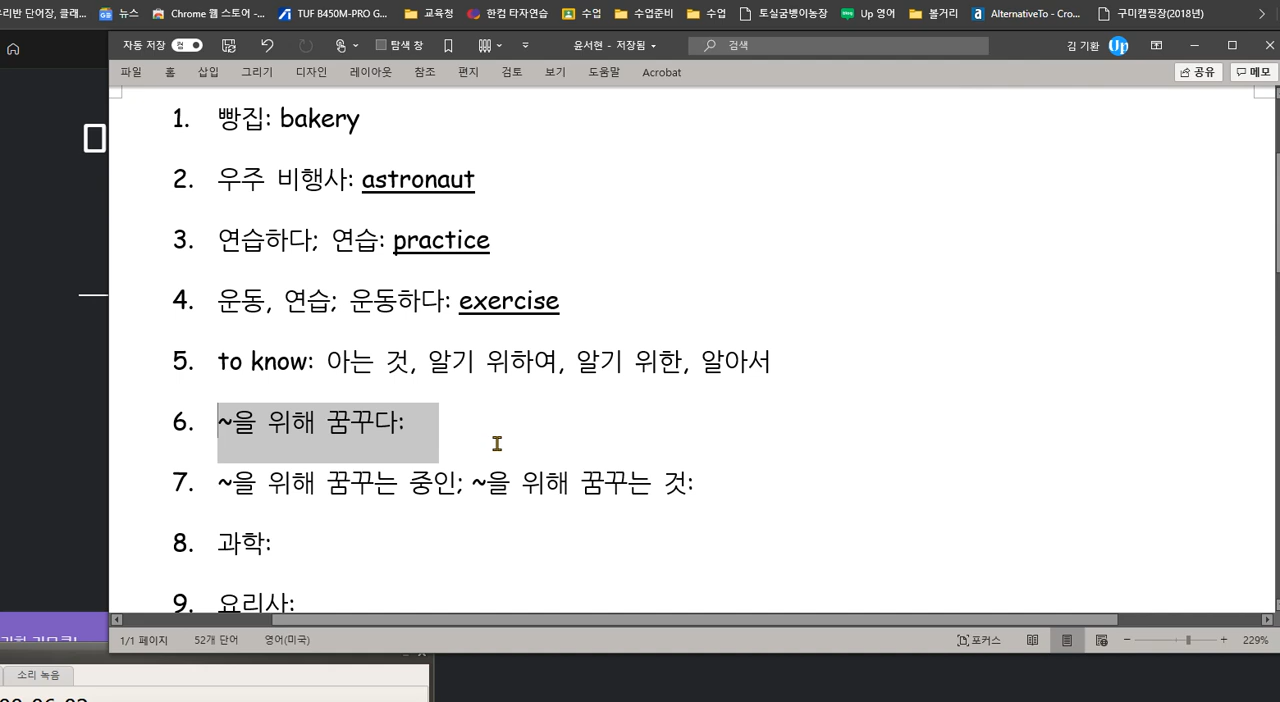 우리반 단어장, 클래... 뉴스 Chrome 웹 스토어 -... TUF B450M-PRO G... 교육청 한컴 타자연습 수업 수업준비 수업 토실굼벵이농장 Up 영어 볼거리 AlternativeTo - Cro... 구미캠핑장(2018년)
자동 저장 탐색 창 윤서현 - 저장됨 검색 김 기환 Up
파일 홈 삽입 그리기 디자인 레이아웃 참조 편지 검토 보기 도움말 Acrobat 공유 메모
1. 빵집: bakery
2. 우주 비행사: astronaut
3. 연습하다; 연습: practice
4. 운동, 연습; 운동하다: exercise
5. to know: 아는 것, 알기 위하여, 알기 위한, 알아서
6. ~을 위해 꿈꾸다:
7. ~을 위해 꿈꾸는 중인; ~을 위해 꿈꾸는 것:
8. 과학:
9. 요리사:
1/1 페이지 52개 단어 영어(미국) 포커스 229%
소리 녹음